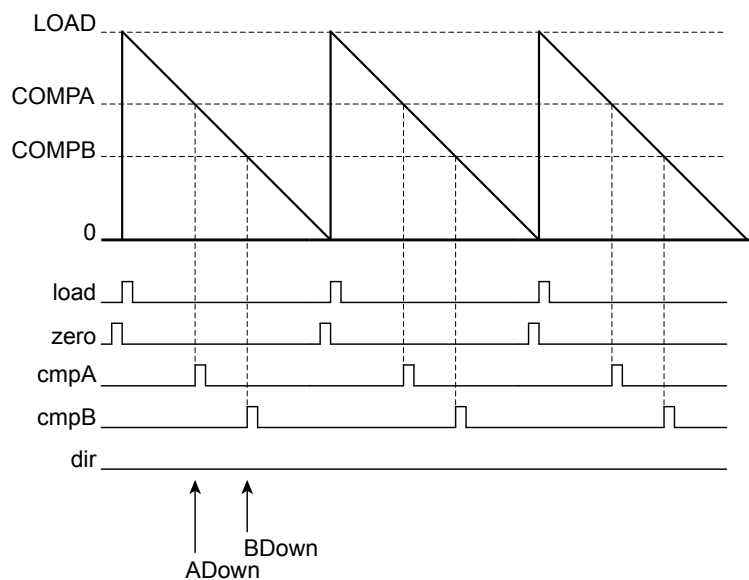 LOAD
COMPA
COMPB
0
load
zero
cmpA
cmpB
dir
BDown
ADown